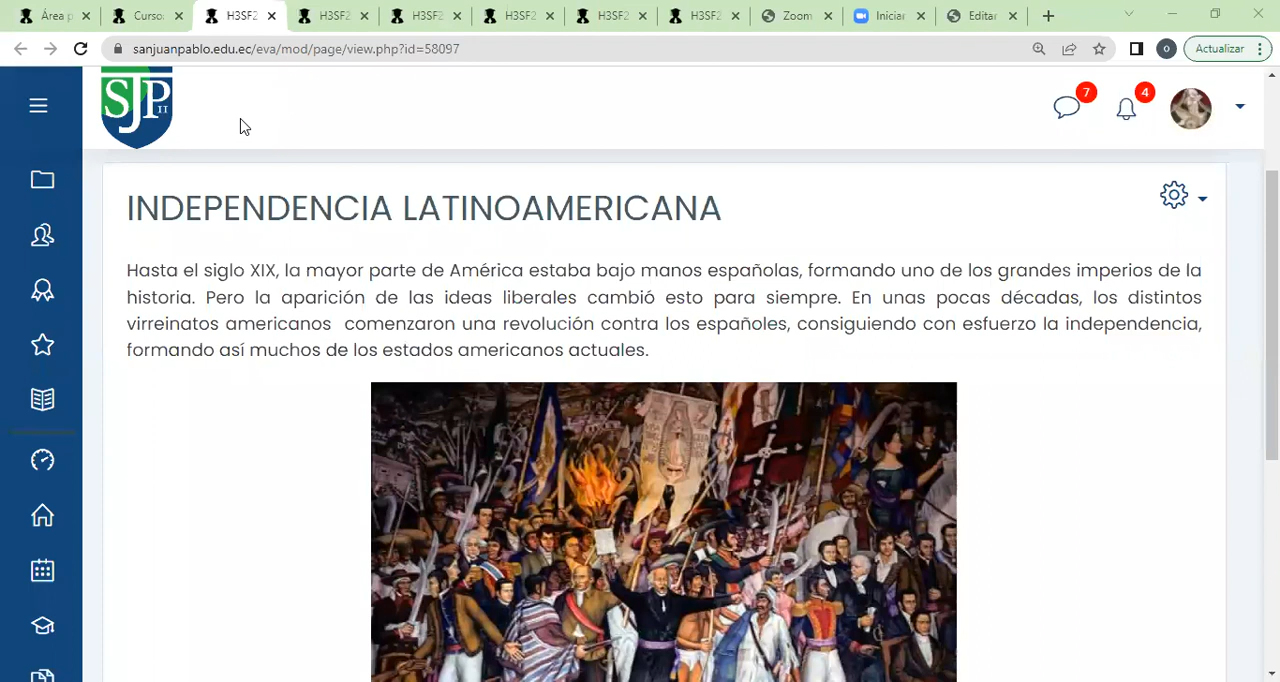 Área p
Curso:
H3SF2
H3SF2
H3SF2
H3SF2
H3SF2
H3SF2
Zoom
Iniciar
Editar
sanjuanpablo.edu.ec/eva/mod/page/view.php?id=58097
o
Actualizar
SJP II
7
4
INDEPENDENCIA LATINOAMERICANA
Hasta el siglo XIX, la mayor parte de América estaba bajo manos españolas, formando uno de los grandes imperios de la
historia. Pero la aparición de las ideas liberales cambió esto para siempre. En unas pocas décadas, los distintos
virreinatos americanos comenzaron una revolución contra los españoles, consiguiendo con esfuerzo la independencia,
formando así muchos de los estados americanos actuales.